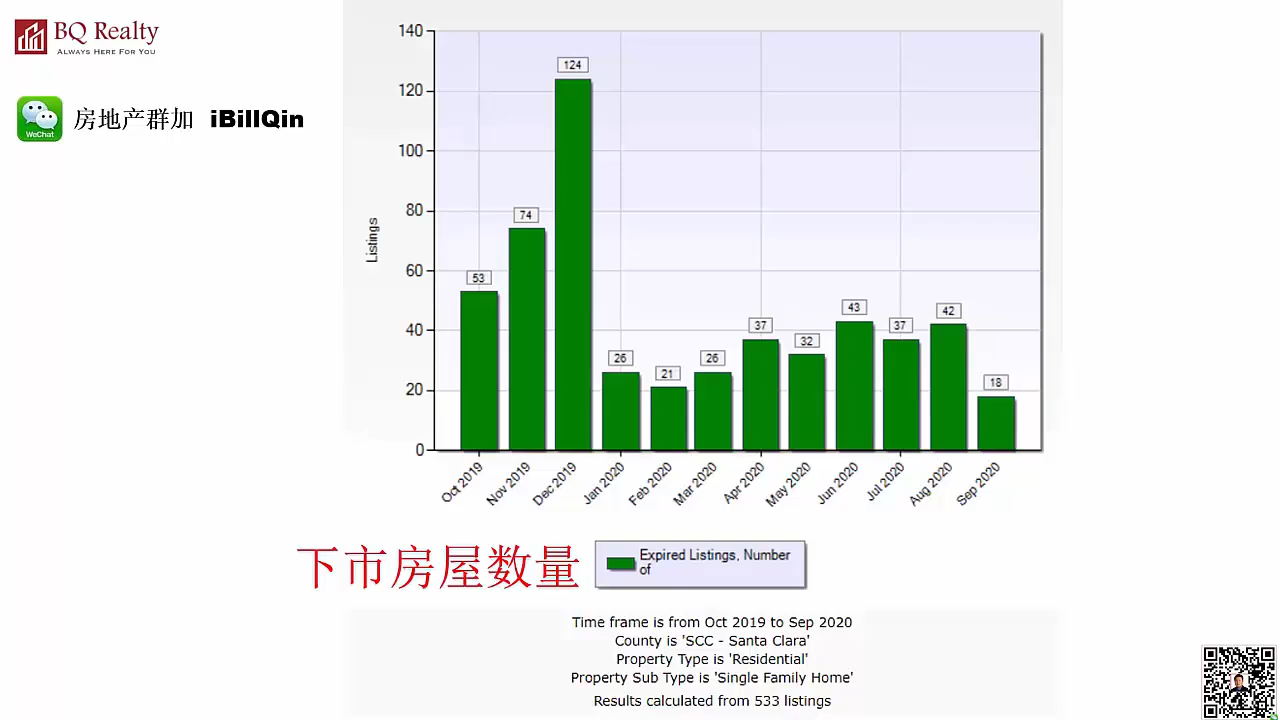 BQ Realty
ALWAYS HERE FOR YOU
WeChat
房地产群加 iBillQin
Listings
140
120
100
80
60
40
20
0
53
74
124
26
21
26
37
32
43
37
42
18
Oct 2019
Nov 2019
Dec 2019
Jan 2020
Feb 2020
Mar 2020
Apr 2020
May 2020
Jun 2020
Jul 2020
Aug 2020
Sep 2020
下市房屋数量
Expired Listings, Number
of
Time frame is from Oct 2019 to Sep 2020
County is 'SCC - Santa Clara'
Property Type is 'Residential'
Property Sub Type is 'Single Family Home'
Results calculated from 533 listings